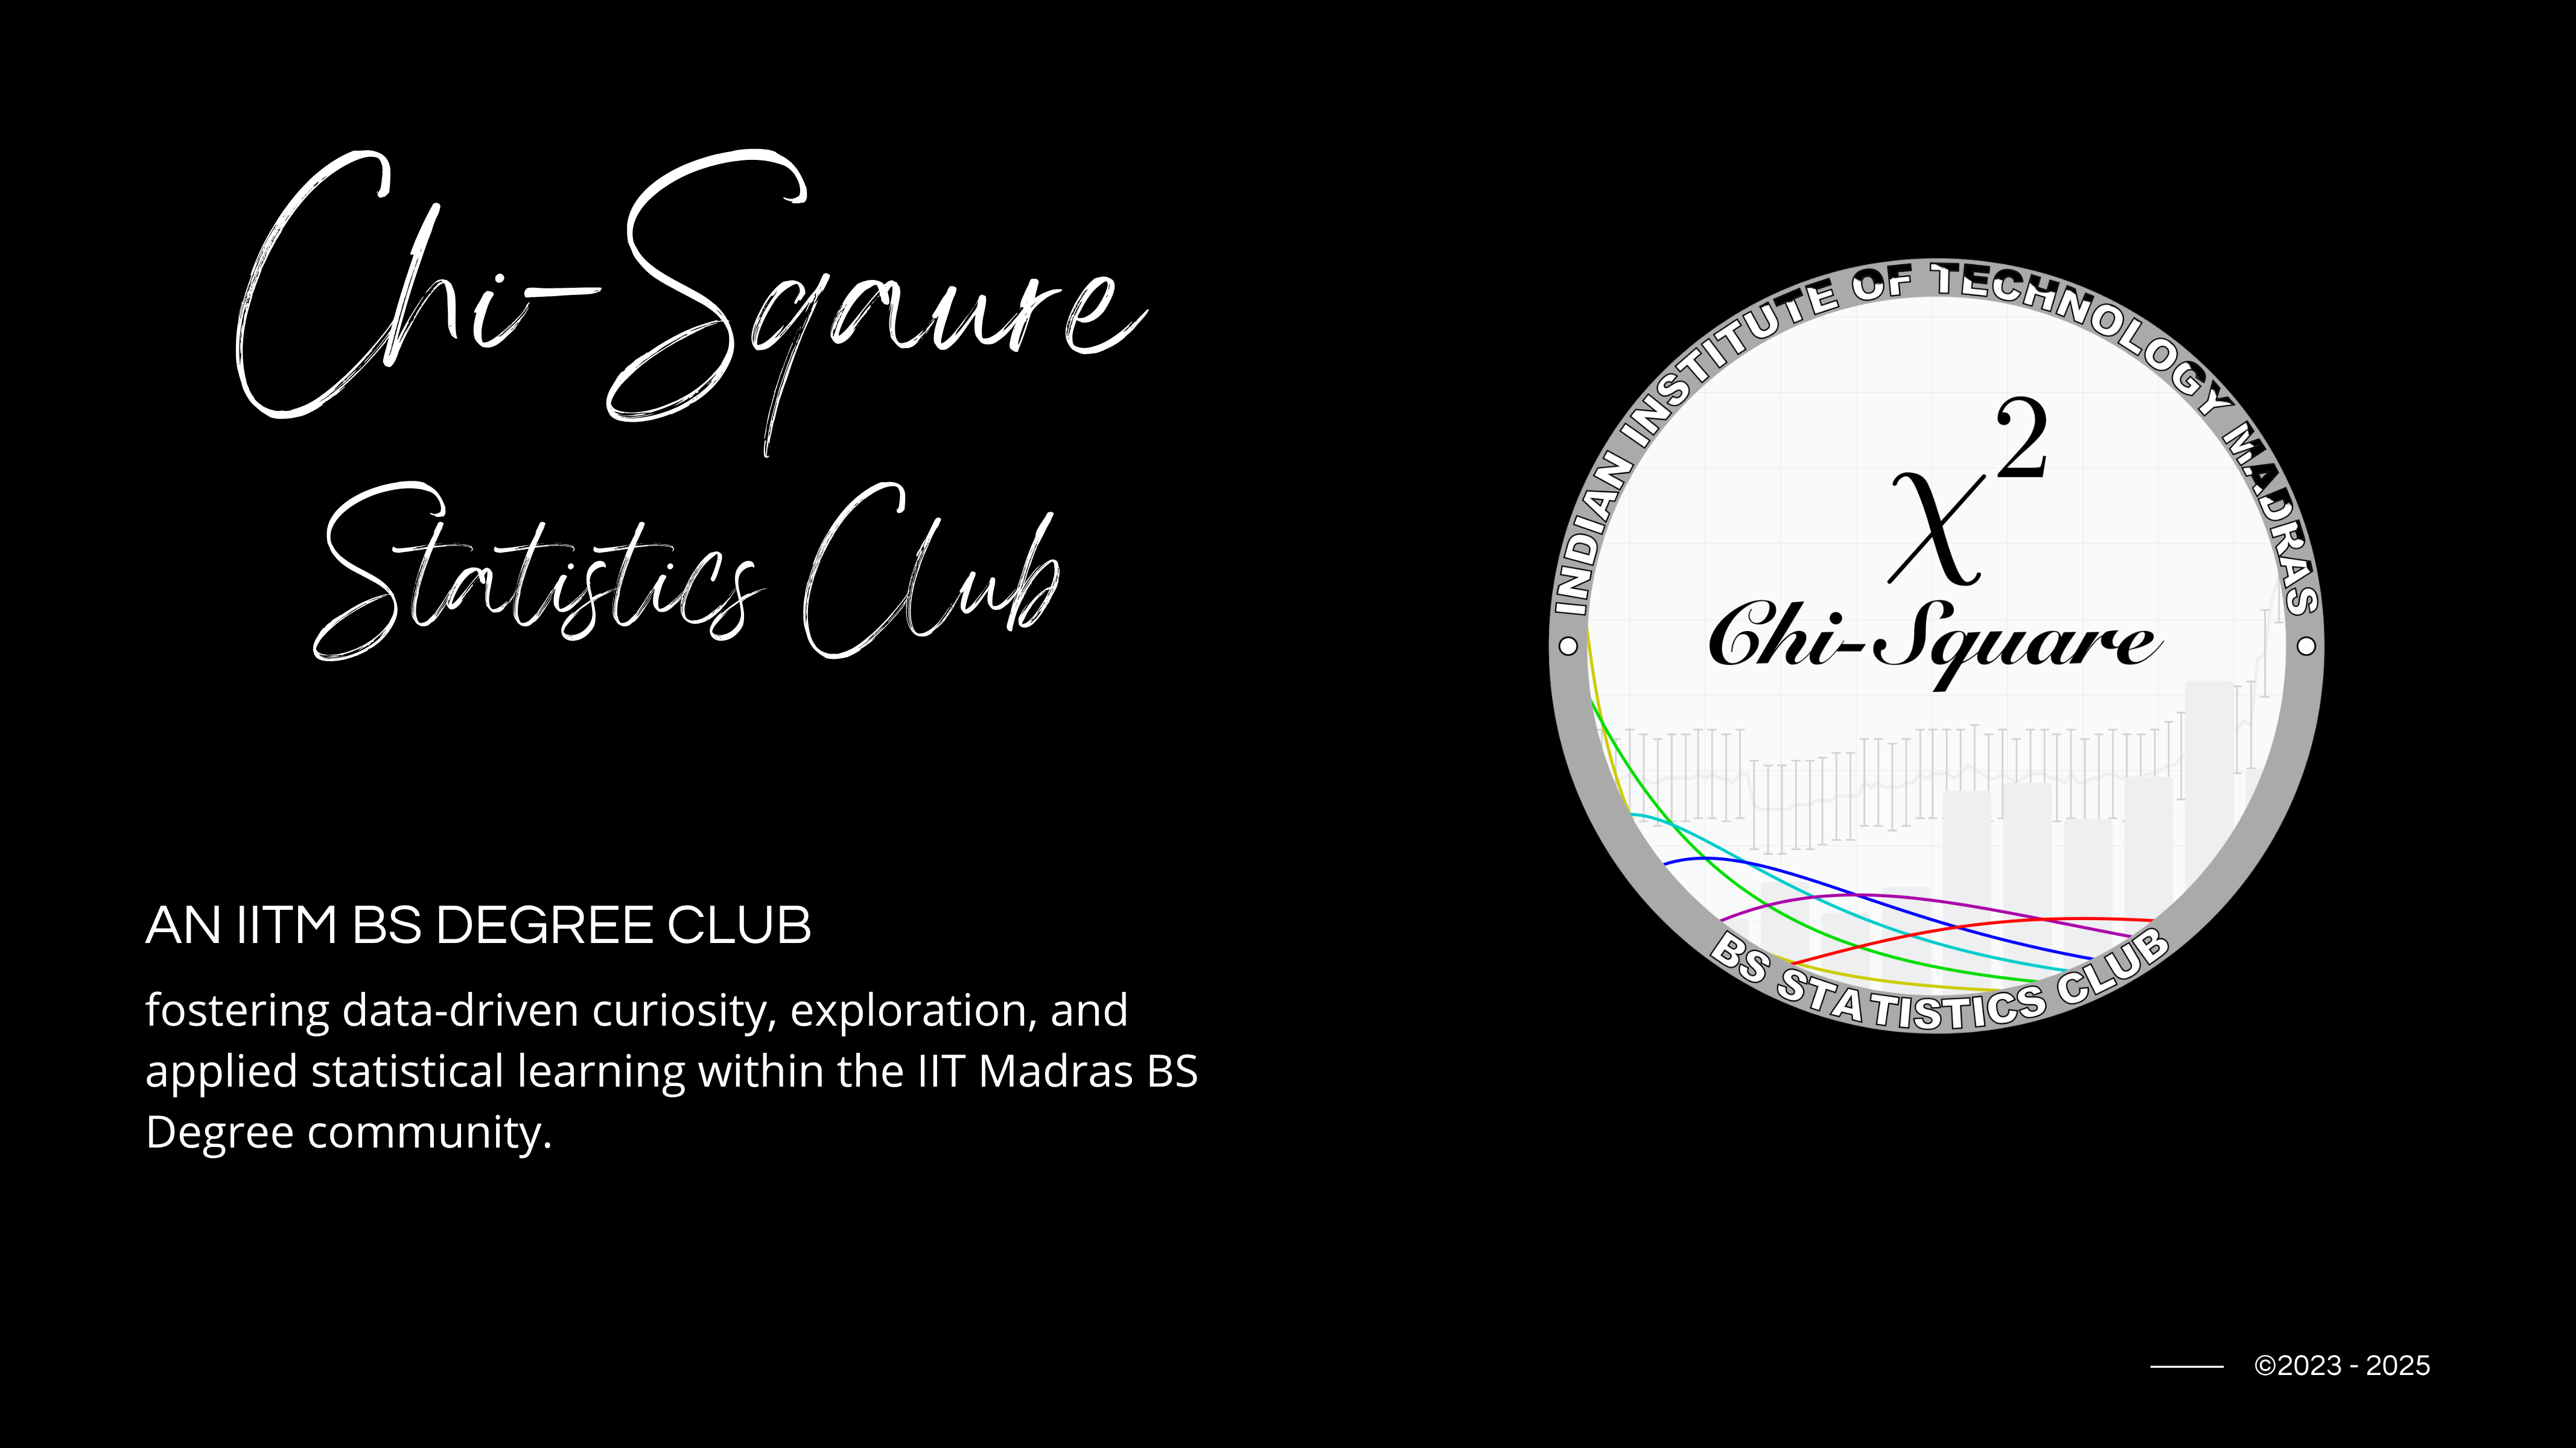 Chi-Sqaure
Statistics Club
AN IITM BS DEGREE CLUB
fostering data-driven curiosity, exploration, and
applied statistical learning within the IIT Madras BS
Degree community.
INDIAN INSTITUTE OF TECHNOLOGY MADRAS
χ²
Chi-Square
BS STATISTICS CLUB
©2023 - 2025